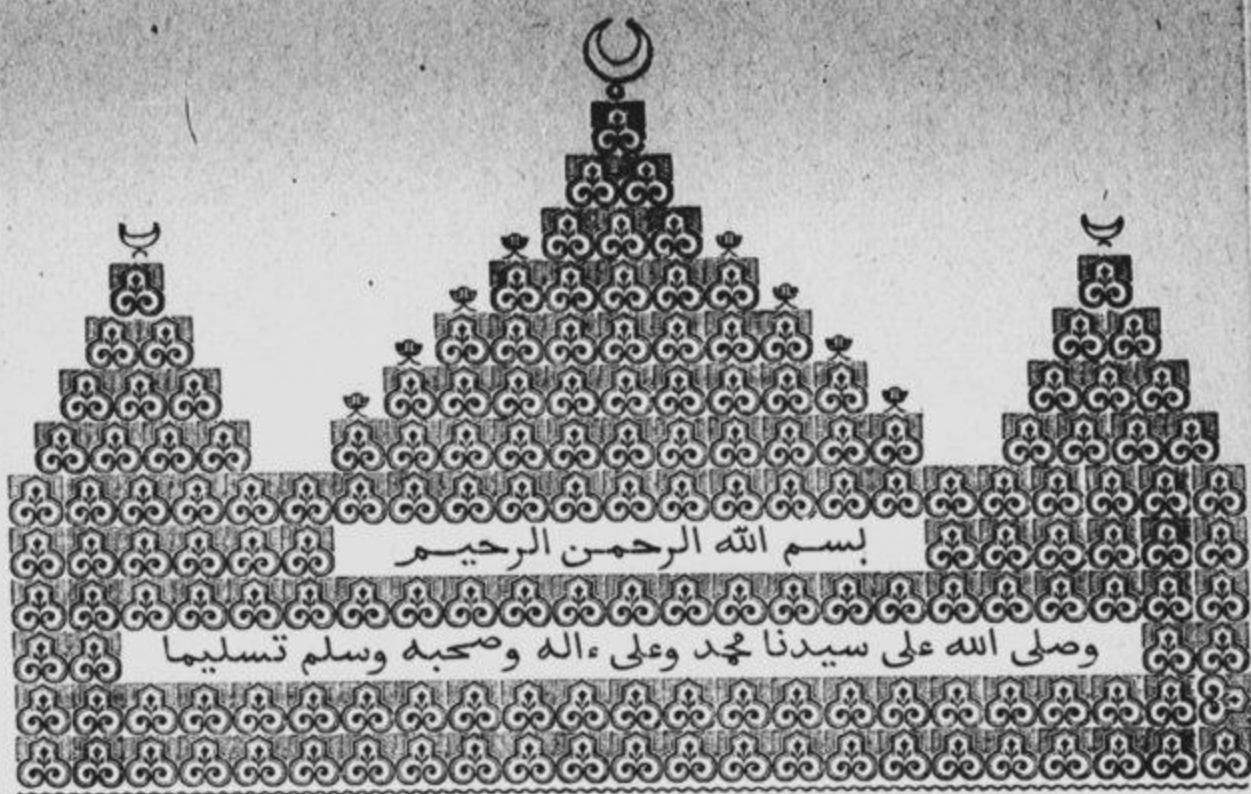 بسم الله الرحمن الرحيم
وصلى الله على سيدنا محمد وعلى ءاله وصحبه وسلم تسليما